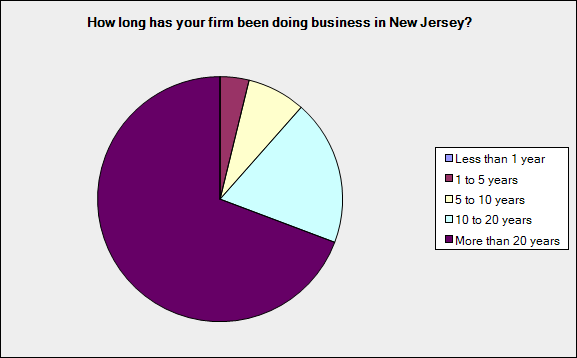 How long has your firm been doing business in New Jersey?
Less than 1 year
1 to 5 years
5 to 10 years
10 to 20 years
More than 20 years